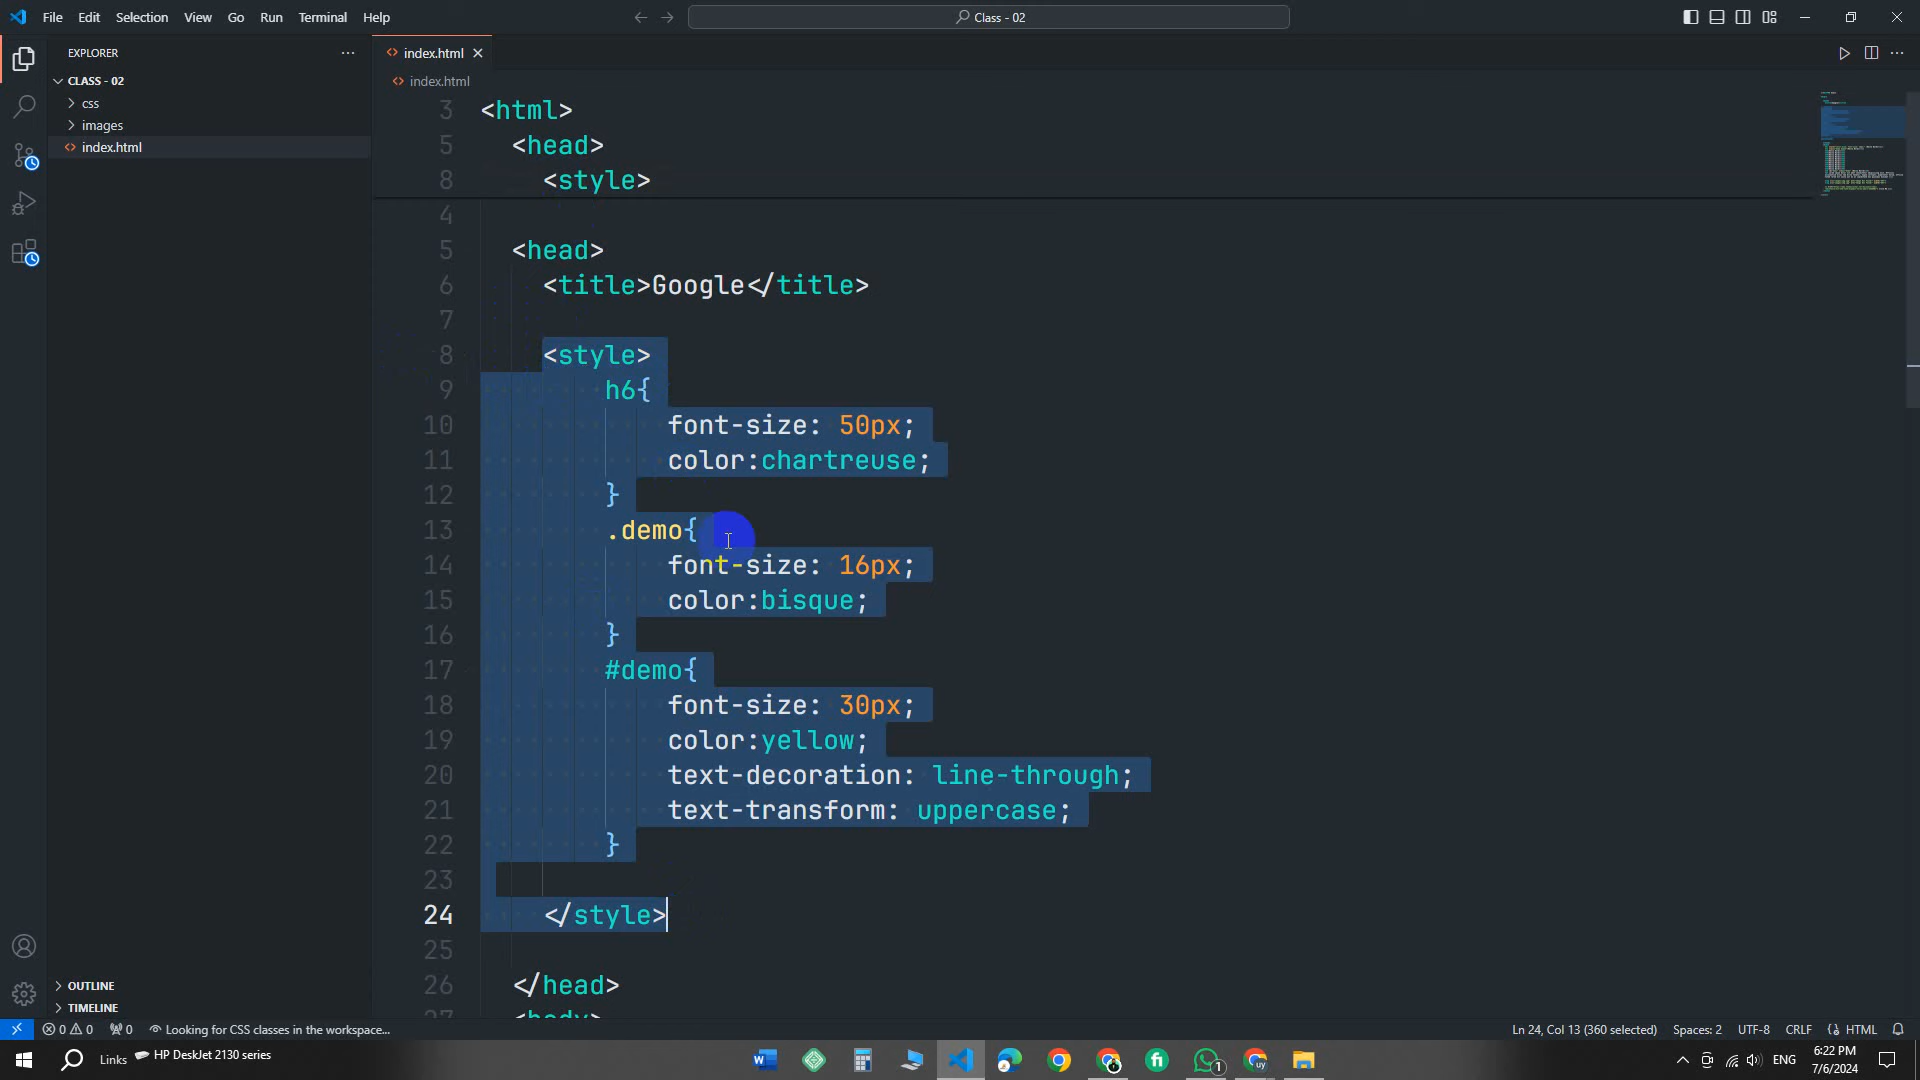 File Edit Selection View Go Run Terminal Help
Class - 02
EXPLORER
CLASS - 02
css
images
index.html
OUTLINE
TIMELINE
index.html
index.html
3 <html>
5 <head>
8 <style>
4
5 <head>
6 <title>Google</title>
7
8 <style>
9 h6{
10 font-size: 50px;
11 color:chartreuse;
12 }
13 .demo{
14 font-size: 16px;
15 color:bisque;
16 }
17 #demo{
18 font-size: 30px;
19 color:yellow;
20 text-decoration: line-through;
21 text-transform: uppercase;
22 }
23
24 </style>
25
26 </head>
27 <body>
0 0 0 Looking for CSS classes in the workspace...
Ln 24, Col 13 (360 selected) Spaces: 2 UTF-8 CRLF HTML
Links HP DeskJet 2130 series
1
uy
ENG
6:22 PM
7/6/2024